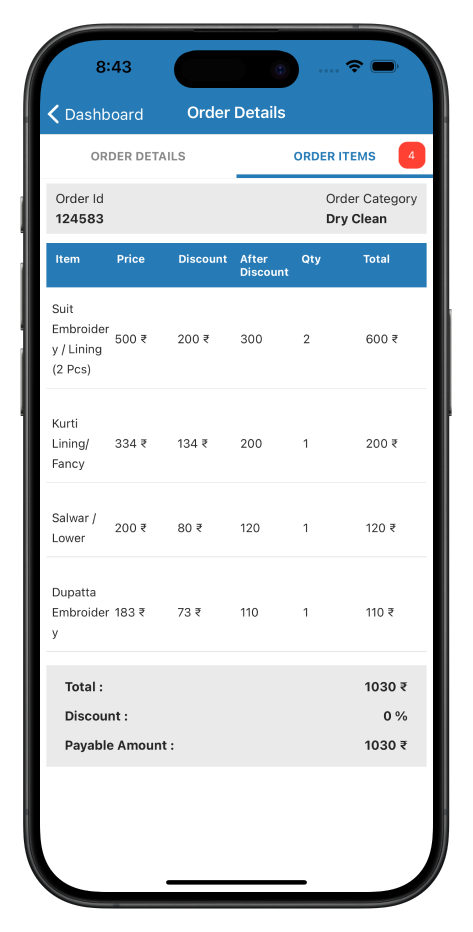 8:43
Dashboard
Order Details
ORDER DETAILS
ORDER ITEMS
4
Order Id
Order Category
124583
Dry Clean
Item Price Discount After Discount Qty Total
Suit
Embroider
y / Lining
(2 Pcs)
500 ₹ 200 ₹ 300 2 600 ₹
Kurti
Lining/
Fancy
334 ₹ 134 ₹ 200 1 200 ₹
Salwar /
Lower
200 ₹ 80 ₹ 120 1 120 ₹
Dupatta
Embroider
y
183 ₹ 73 ₹ 110 1 110 ₹
Total : 1030 ₹
Discount : 0 %
Payable Amount : 1030 ₹